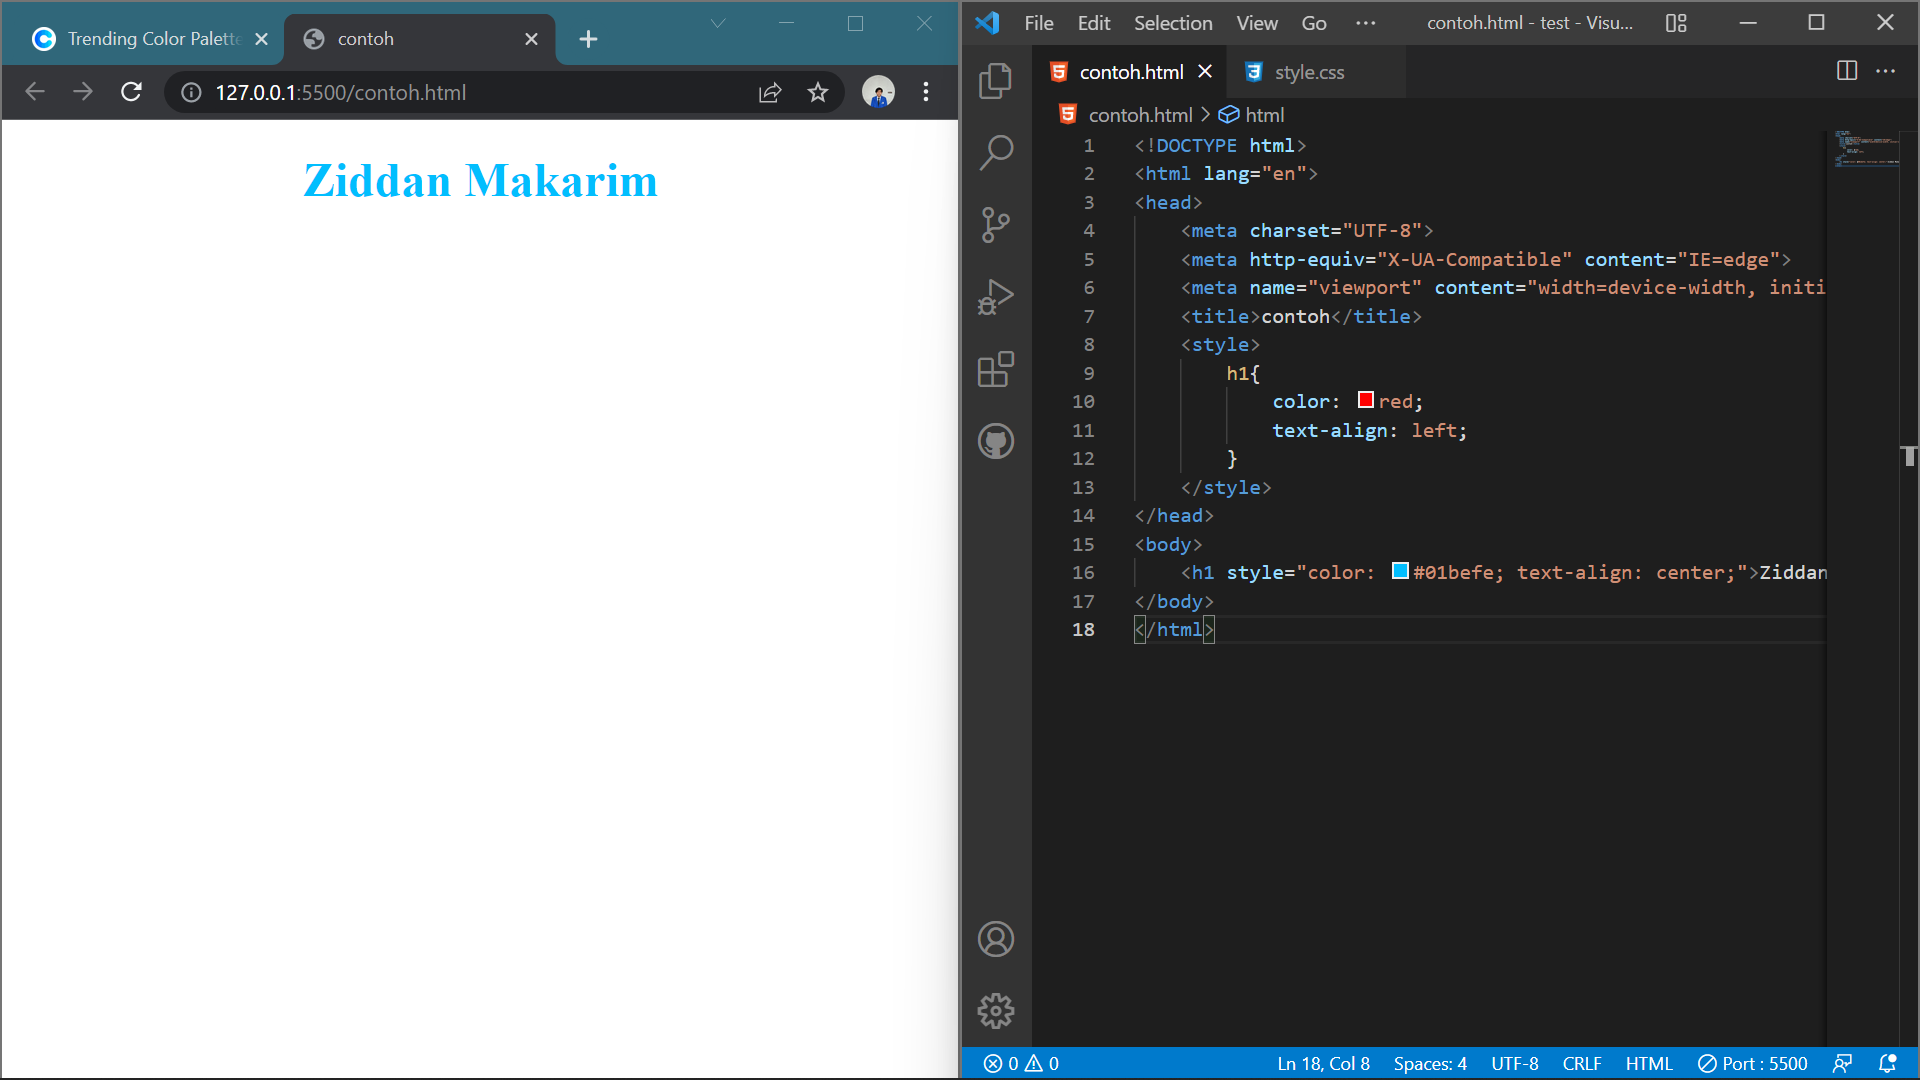 Trending Color Palette
contoh
127.0.0.1:5500/contoh.html
Ziddan Makarim
File Edit Selection View Go ··· contoh.html - test - Visu...
contoh.html style.css
contoh.html > html
1 <!DOCTYPE html>
2 <html lang="en">
3 <head>
4 <meta charset="UTF-8">
5 <meta http-equiv="X-UA-Compatible" content="IE=edge">
6 <meta name="viewport" content="width=device-width, initi
7 <title>contoh</title>
8 <style>
9 h1{
10 color: red;
11 text-align: left;
12 }
13 </style>
14 </head>
15 <body>
16 <h1 style="color: #01befe; text-align: center;">Ziddan
17 </body>
18 </html>
0 0 Ln 18, Col 8 Spaces: 4 UTF-8 CRLF HTML Port : 5500